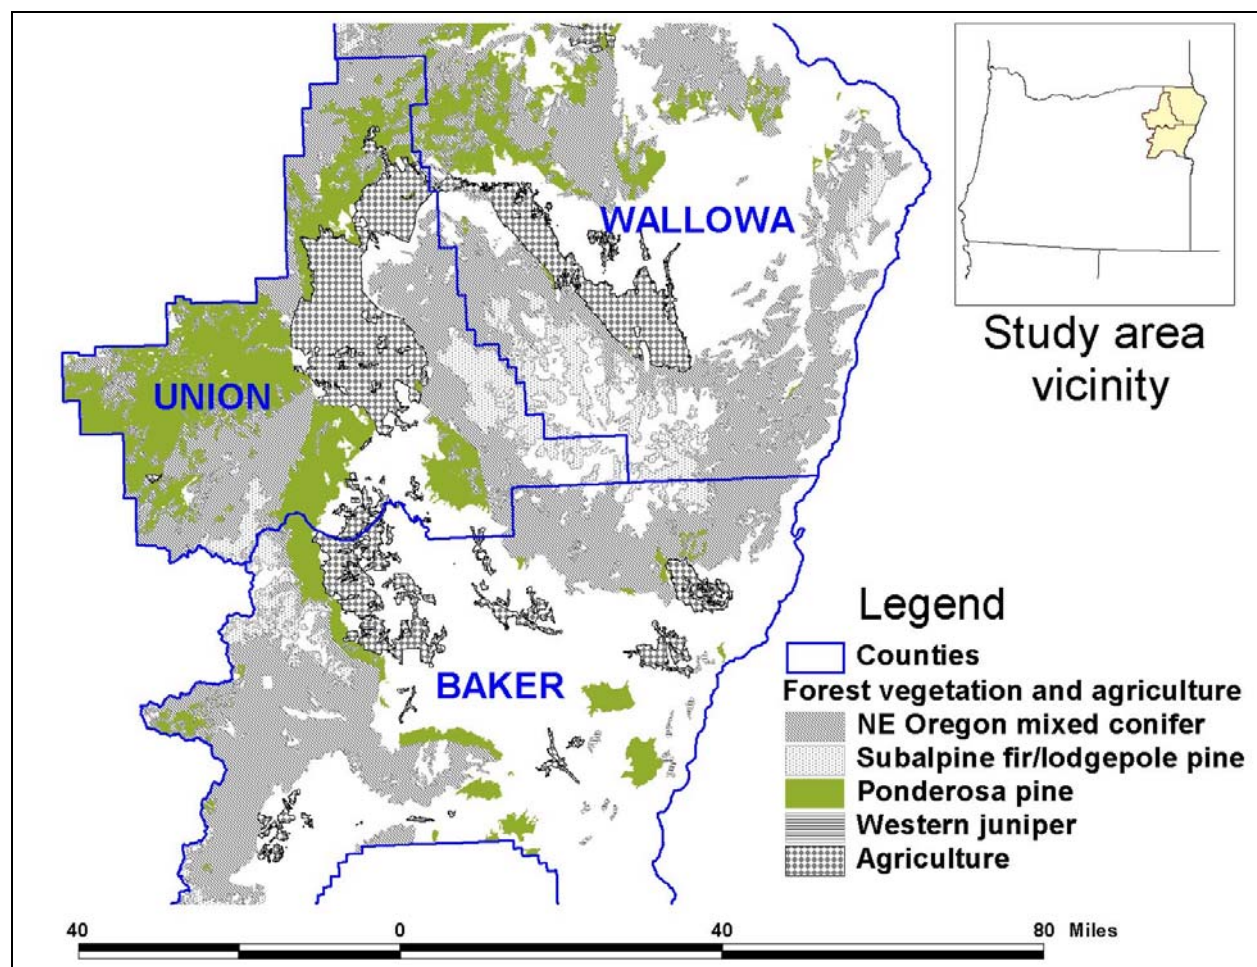 WALLOWA
Study area
vicinity
UNION
BAKER
Legend
Counties
Forest vegetation and agriculture
NE Oregon mixed conifer
Subalpine fir/lodgepole pine
Ponderosa pine
Western juniper
Agriculture
40 0 40 80 Miles